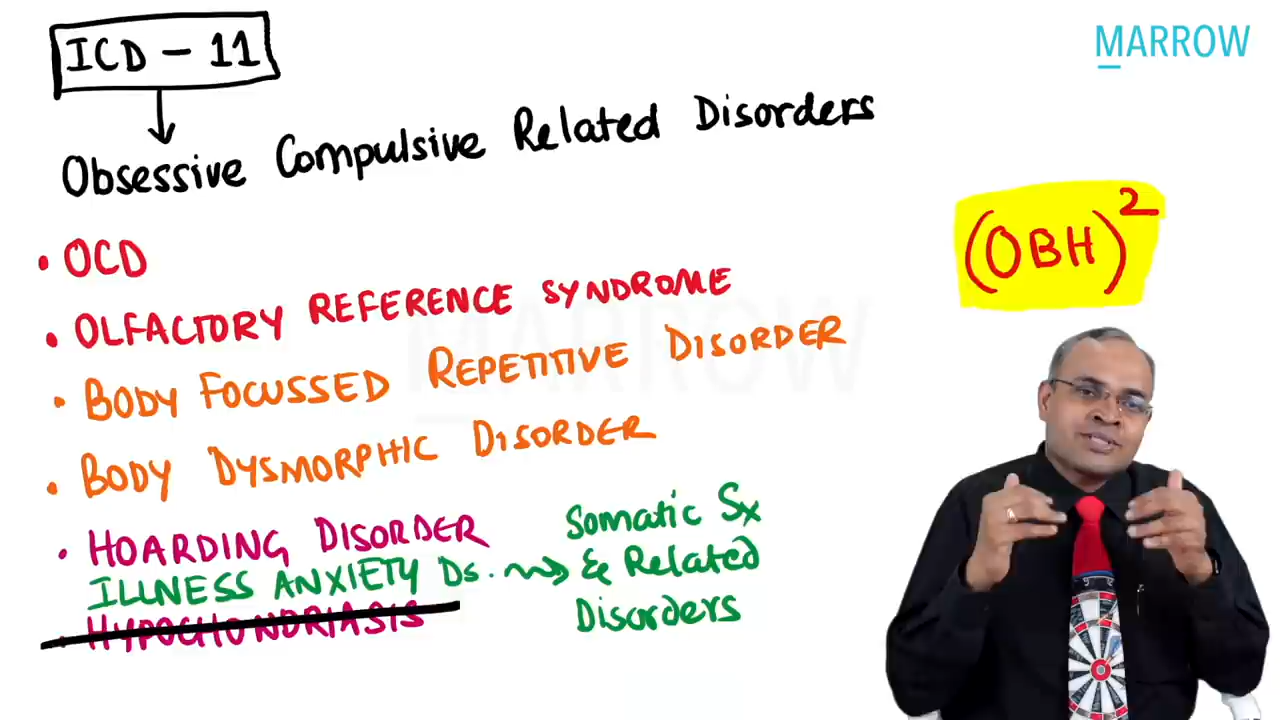 ICD - 11
MARROW
Obsessive Compulsive Related Disorders
(OBH)²
• OCD
• OLFACTORY REFERENCE SYNDROME
• BODY FOCUSSED REPETITIVE DISORDER
• BODY DYSMORPHIC DISORDER
• HOARDING DISORDER
ILLNESS ANXIETY Ds. → Somatic Sx
& Related
Disorders
• HYPOCHONDRIASIS
MARROW